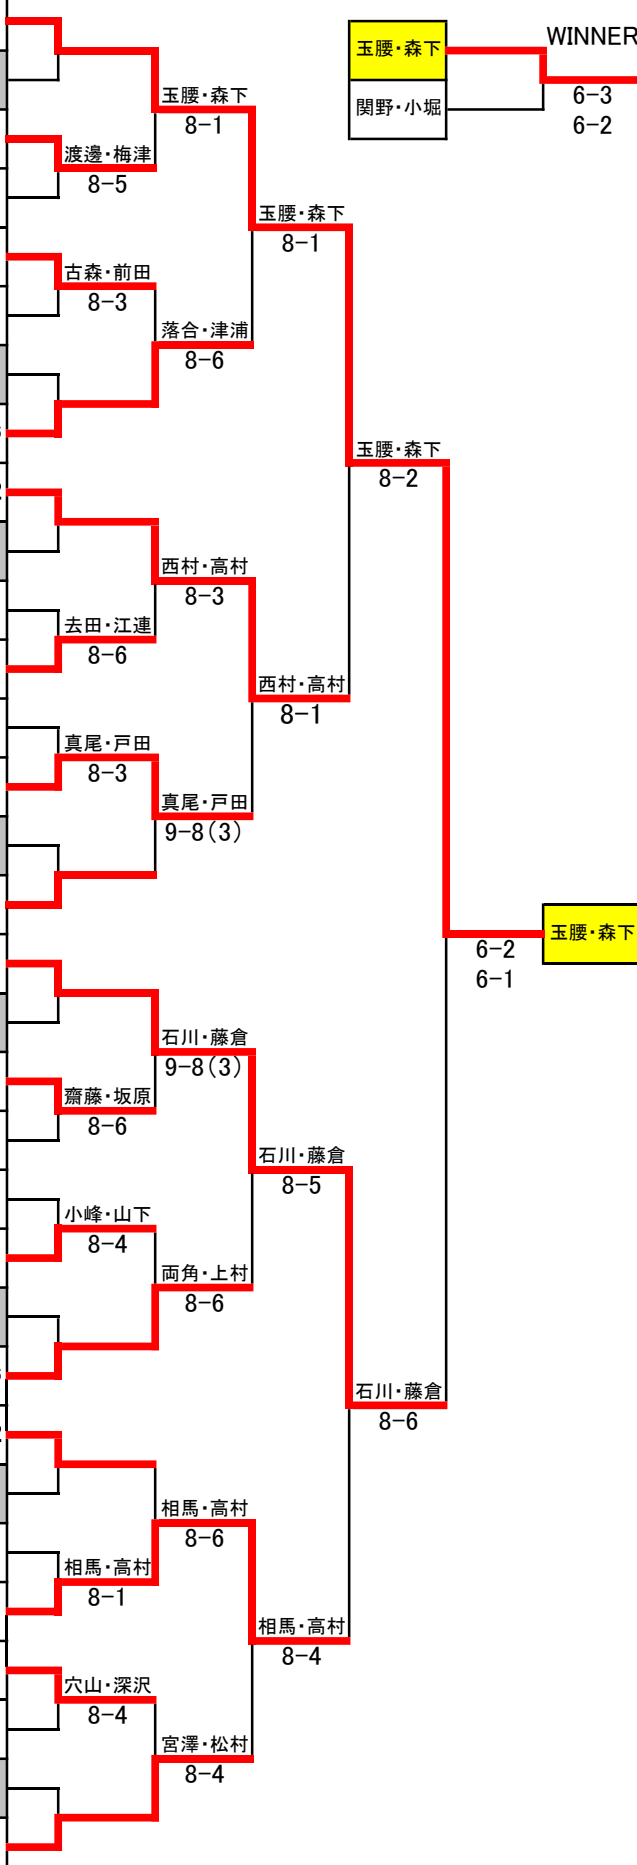 玉腰・森下
WINNER
関野・小堀
6-3
6-2
玉腰・森下
8-1
渡邊・梅津
8-5
玉腰・森下
8-1
古森・前田
8-3
落合・津浦
8-6
玉腰・森下
8-2
西村・高村
8-3
去田・江連
8-6
西村・高村
8-1
真尾・戸田
8-3
真尾・戸田
9-8(3)
玉腰・森下
6-2
6-1
石川・藤倉
9-8(3)
齋藤・坂原
8-6
石川・藤倉
8-5
小峰・山下
8-4
両角・上村
8-6
石川・藤倉
8-6
相馬・高村
8-6
相馬・高村
8-1
相馬・高村
8-4
穴山・深沢
8-4
宮澤・松村
8-4